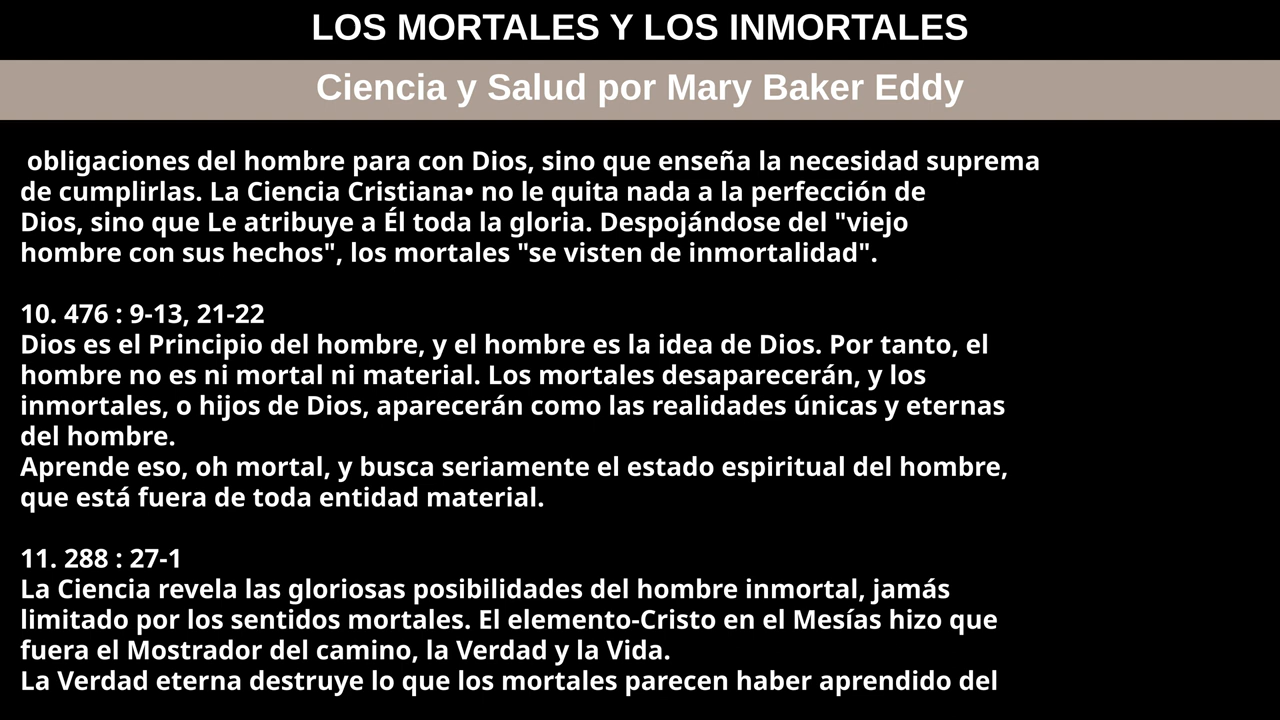 LOS MORTALES Y LOS INMORTALES
Ciencia y Salud por Mary Baker Eddy
obligaciones del hombre para con Dios, sino que enseña la necesidad suprema
de cumplirlas. La Ciencia Cristiana• no le quita nada a la perfección de
Dios, sino que Le atribuye a Él toda la gloria. Despojándose del "viejo
hombre con sus hechos", los mortales "se visten de inmortalidad".
10. 476 : 9-13, 21-22
Dios es el Principio del hombre, y el hombre es la idea de Dios. Por tanto, el
hombre no es ni mortal ni material. Los mortales desaparecerán, y los
inmortales, o hijos de Dios, aparecerán como las realidades únicas y eternas
del hombre.
Aprende eso, oh mortal, y busca seriamente el estado espiritual del hombre,
que está fuera de toda entidad material.
11. 288 : 27-1
La Ciencia revela las gloriosas posibilidades del hombre inmortal, jamás
limitado por los sentidos mortales. El elemento-Cristo en el Mesías hizo que
fuera el Mostrador del camino, la Verdad y la Vida.
La Verdad eterna destruye lo que los mortales parecen haber aprendido del